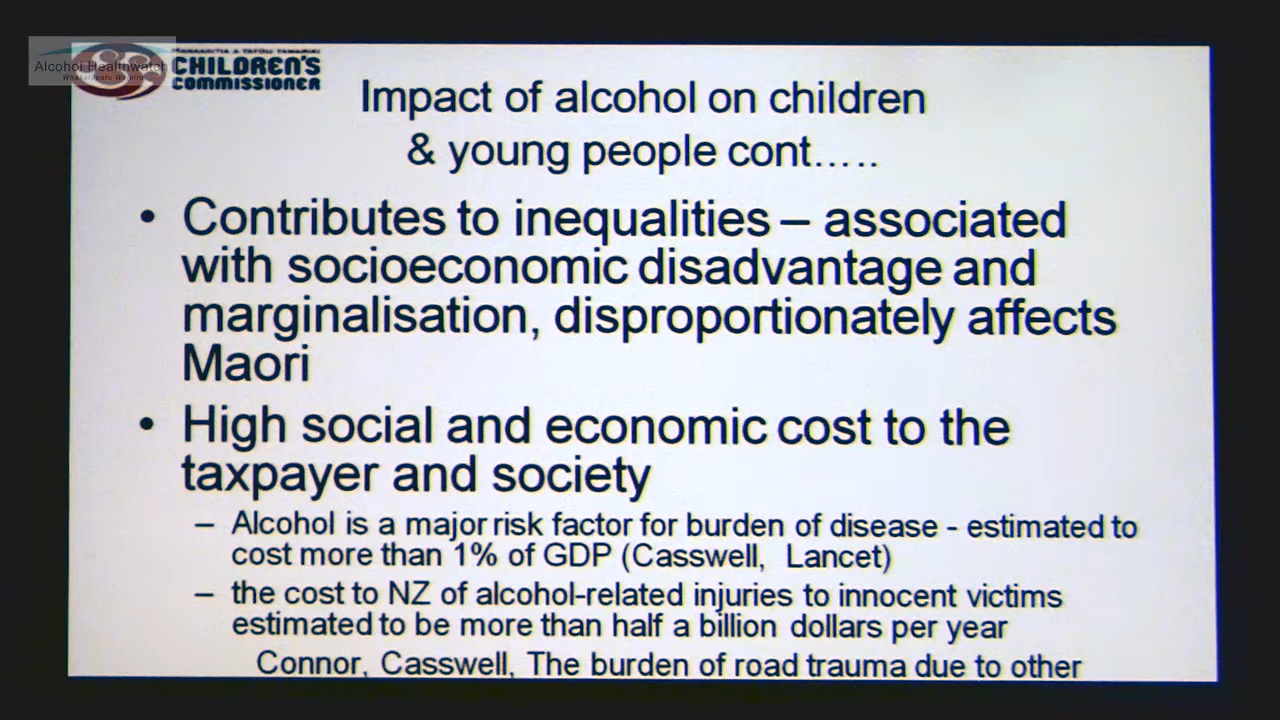 Alcohol Healthwatch
Whakatūpato Waipiro
CHILDREN'S
COMMISSIONER
Impact of alcohol on children
& young people cont…..
• Contributes to inequalities – associated
with socioeconomic disadvantage and
marginalisation, disproportionately affects
Maori
• High social and economic cost to the
taxpayer and society
– Alcohol is a major risk factor for burden of disease - estimated to
cost more than 1% of GDP (Casswell, Lancet)
– the cost to NZ of alcohol-related injuries to innocent victims
estimated to be more than half a billion dollars per year
Connor, Casswell, The burden of road trauma due to other